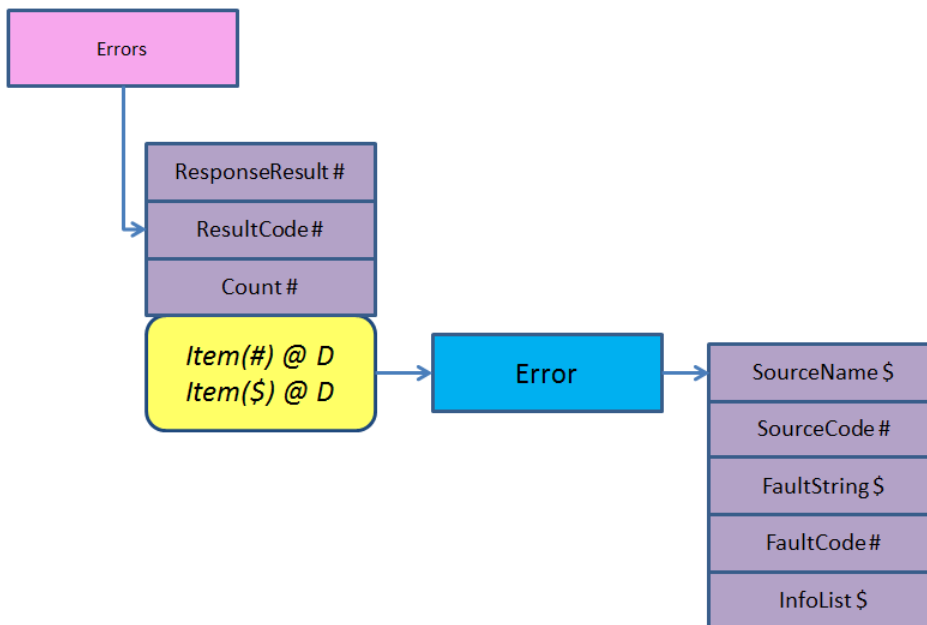 Errors
ResponseResult #
ResultCode #
Count #
Item(#) @ D
Item($) @ D
Error
SourceName $
SourceCode #
FaultString $
FaultCode #
InfoList $